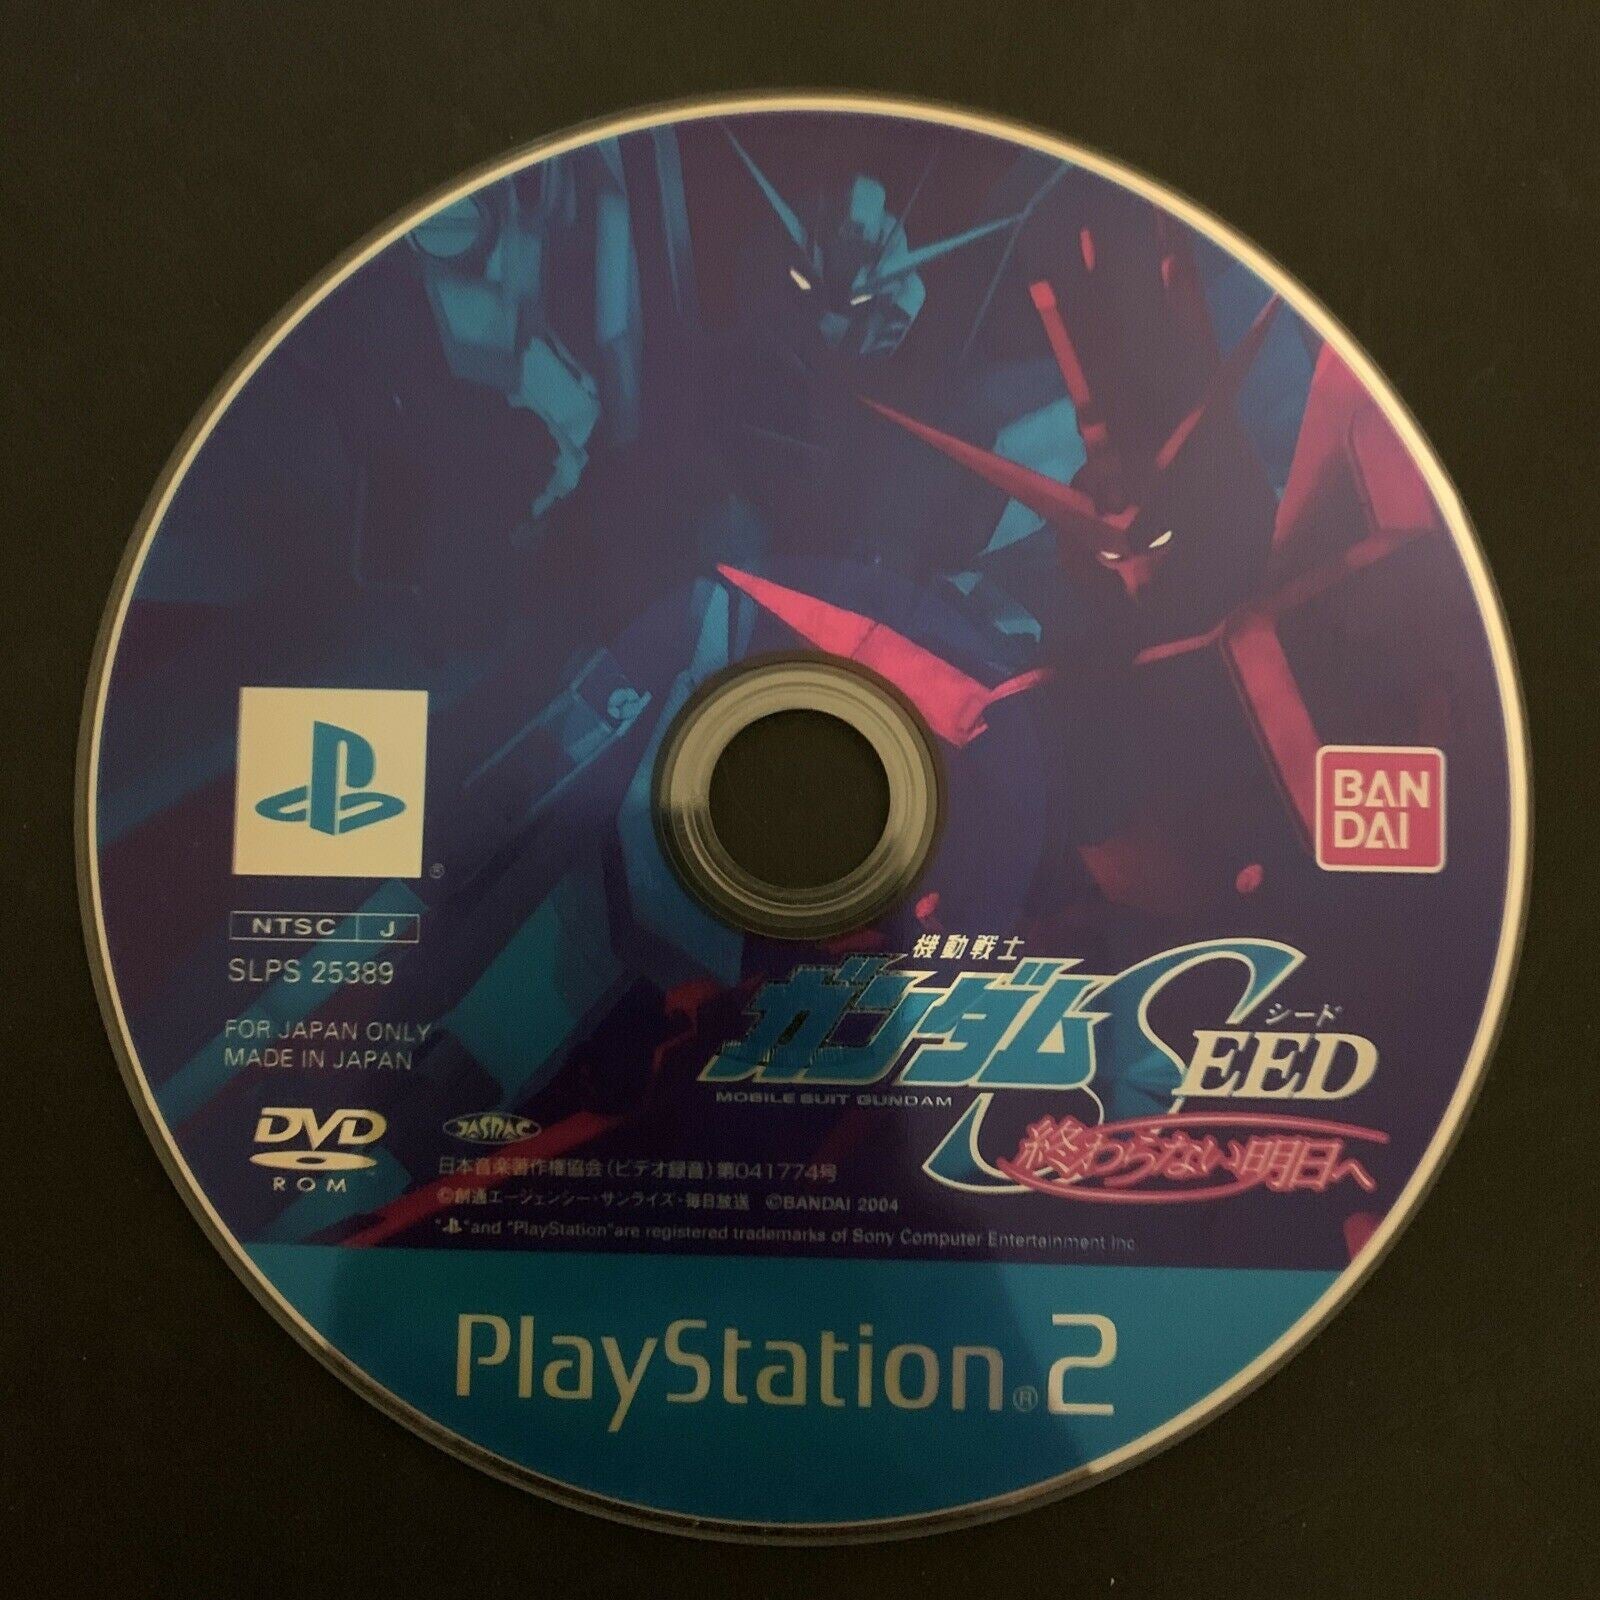 BAN
DAI
®
NTSC J
SLPS 25389
FOR JAPAN ONLY
MADE IN JAPAN
DVD
ROM
機動戦士
ガンダムSEED
シード
MOBILE SUIT GUNDAM
終わらない明日へ
JASRAC
日本音楽著作権協会(ビデオ録音)第041774号
©創通エージェンシー・サンライズ・毎日放送 ©BANDAI 2004
" " and "PlayStation" are registered trademarks of Sony Computer Entertainment Inc.
PlayStation®2